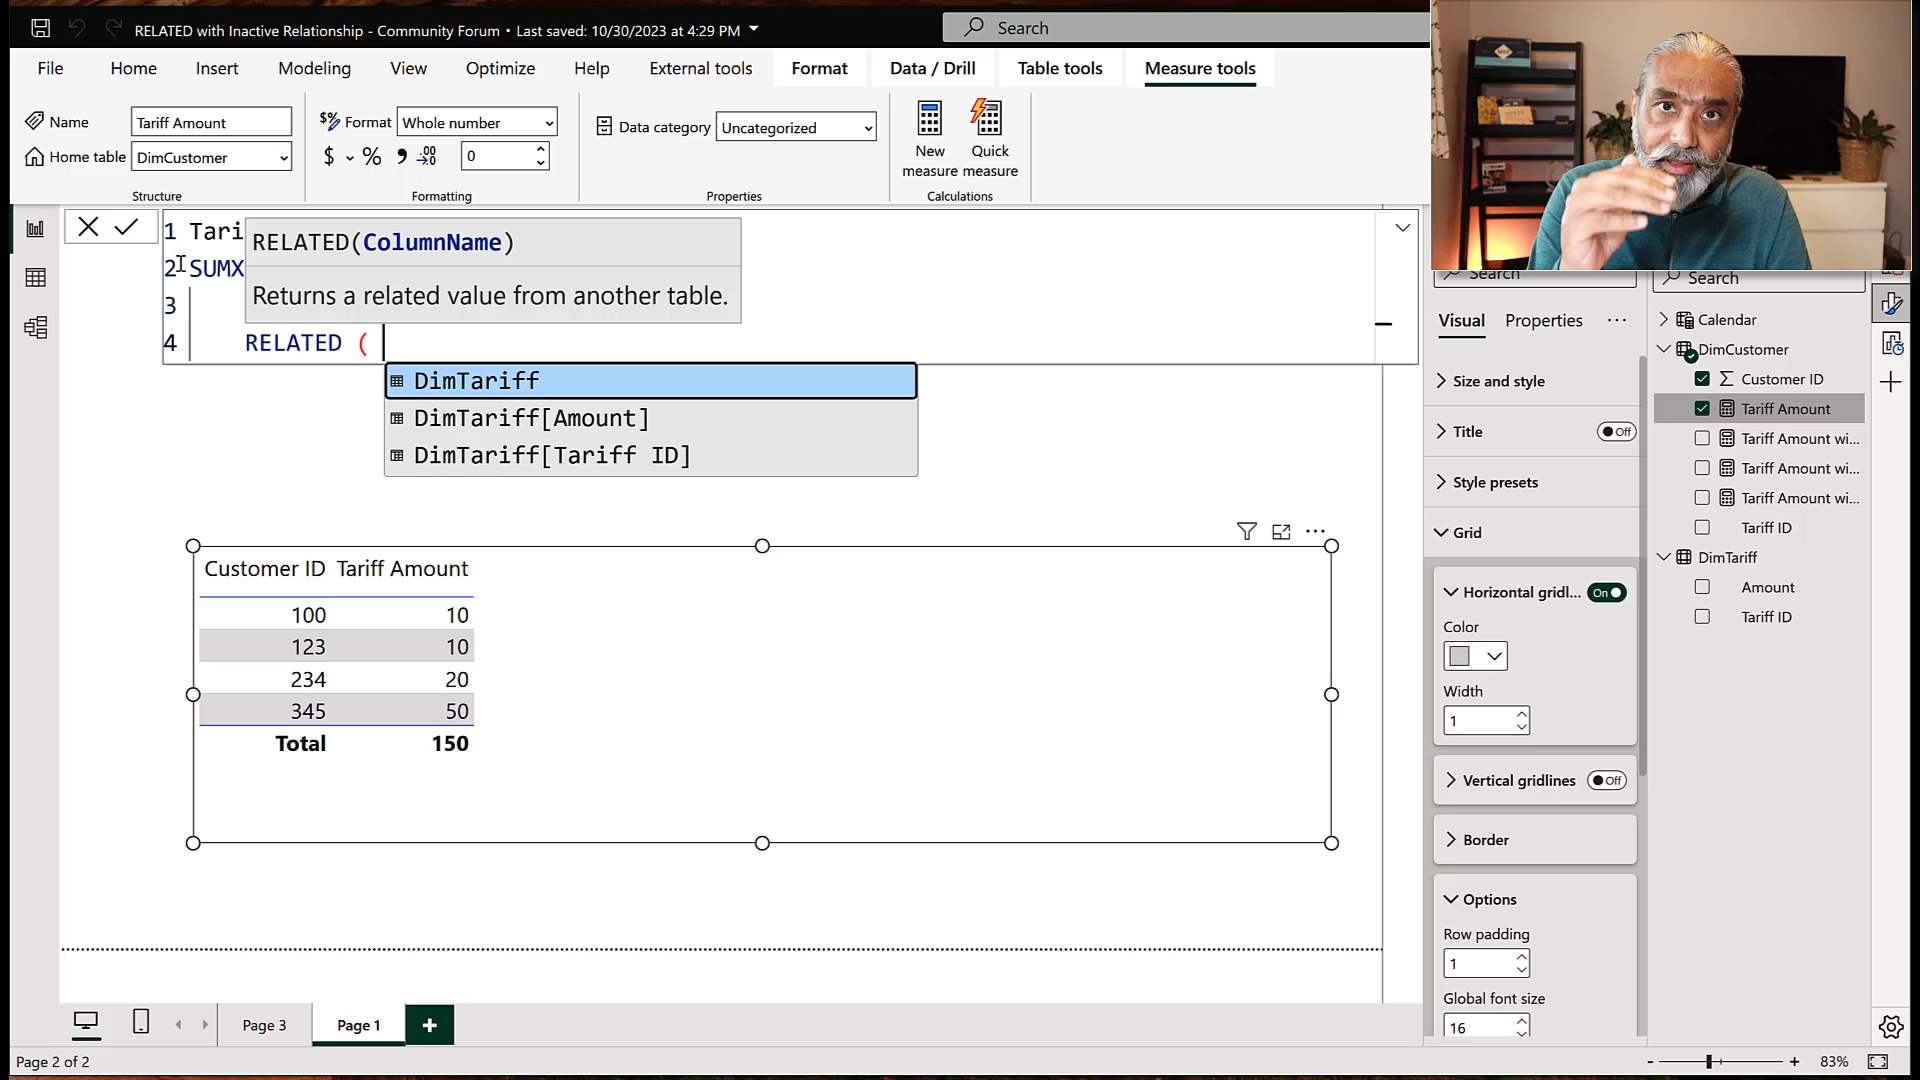 RELATED with Inactive Relationship - Community Forum • Last saved: 10/30/2023 at 4:29 PM
Search
File Home Insert Modeling View Optimize Help External tools Format Data / Drill Table tools Measure tools
Name Tariff Amount
Home table DimCustomer
Structure
Format Whole number
$ % 9 .00 0
Formatting
Data category Uncategorized
Properties
New measure
Quick measure
Calculations
1 Tari
2 SUMX
3
4 RELATED (
RELATED(ColumnName)
Returns a related value from another table.
DimTariff
DimTariff[Amount]
DimTariff[Tariff ID]
Customer ID Tariff Amount
100 10
123 10
234 20
345 50
Total 150
Search
Visual Properties
Size and style
Title Off
Style presets
Grid
Horizontal gridl... On
Color
Width
1
Vertical gridlines Off
Border
Options
Row padding
1
Global font size
16
Search
Calendar
DimCustomer
Customer ID
Tariff Amount
Tariff Amount wi...
Tariff Amount wi...
Tariff Amount wi...
Tariff ID
DimTariff
Amount
Tariff ID
Page 3 Page 1
Page 2 of 2
- + 83%